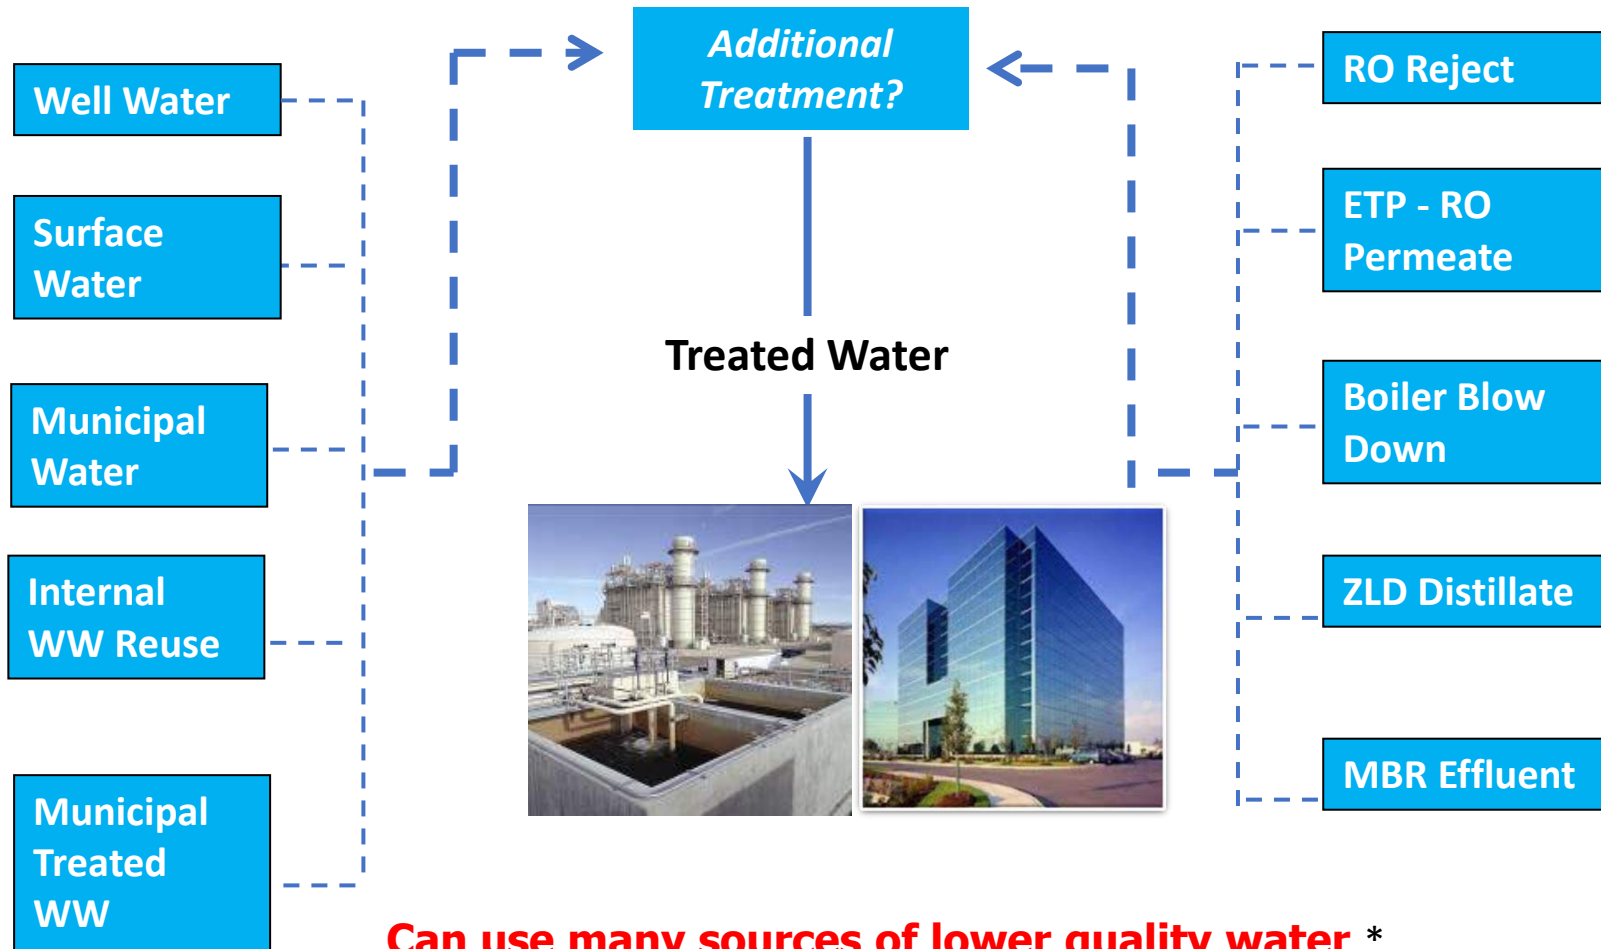 Additional
Treatment?
Well Water
Surface
Water
Municipal
Water
Internal
WW Reuse
Municipal
Treated
WW
Treated Water
RO Reject
ETP - RO
Permeate
Boiler Blow
Down
ZLD Distillate
MBR Effluent
Can use many sources of lower quality water *